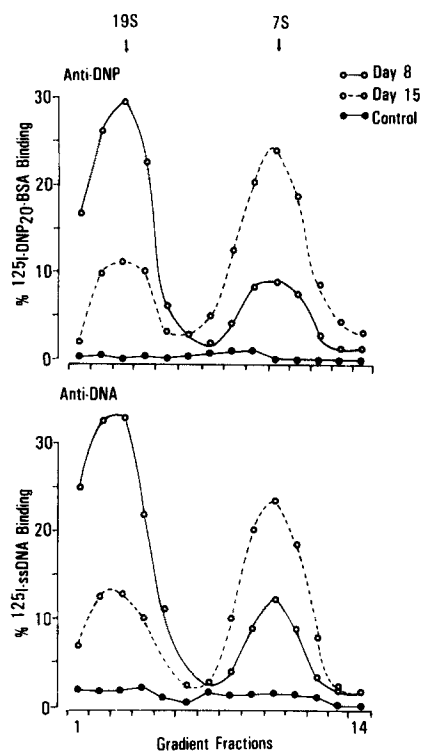 19S 7S
Anti-DNP
Day 8
Day 15
Control
30
20
10
0
% 125I-DNP20-BSA Binding
Anti-DNA
30
20
10
0
% 125I-ssDNA Binding
1 14
Gradient Fractions